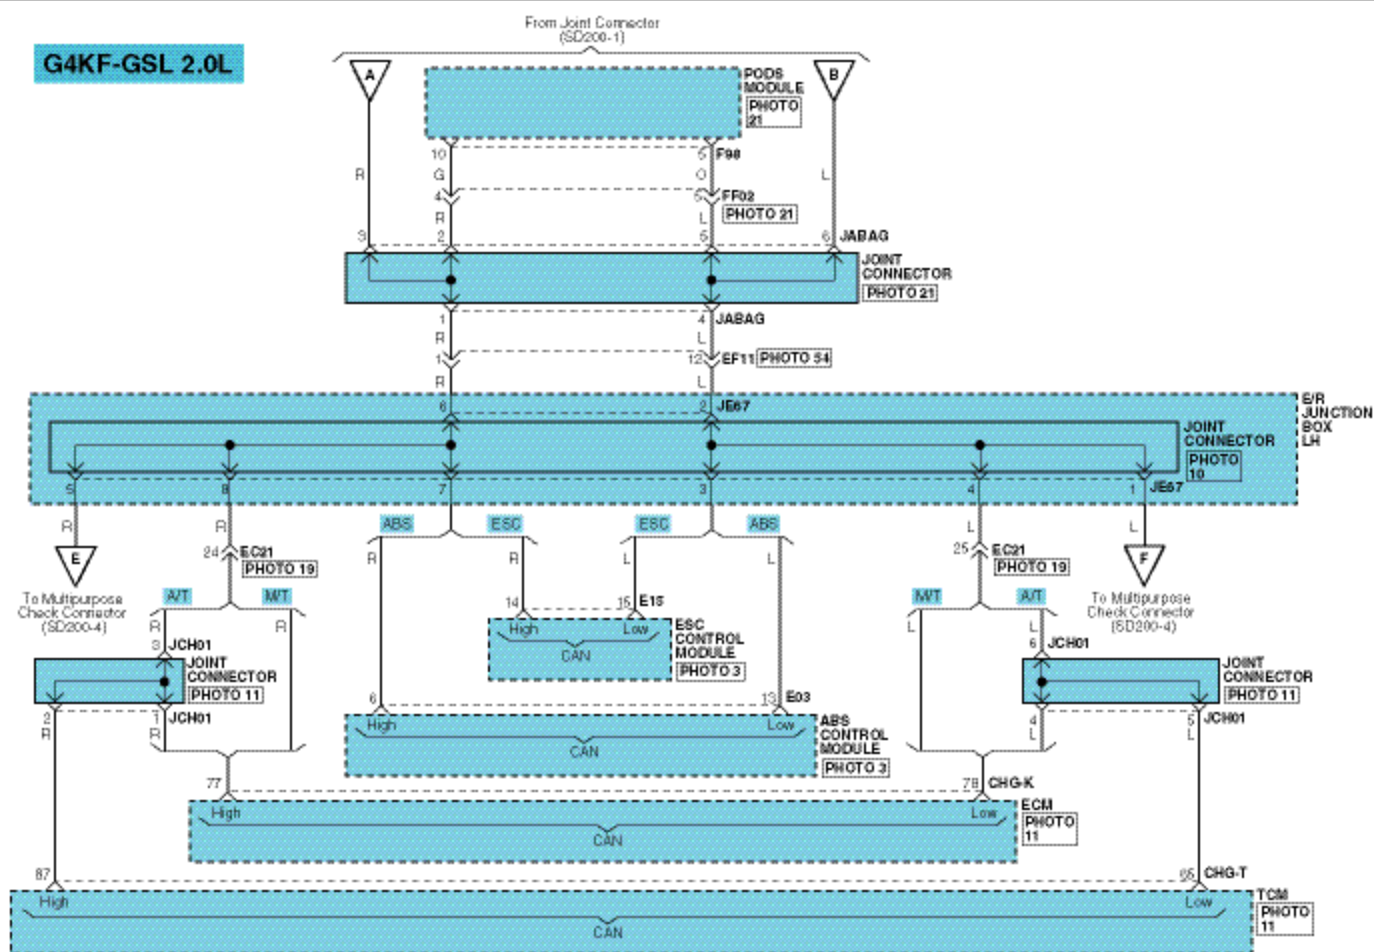 From Joint Connector
(SD200-1)
G4KF-GSL 2.0L
A
B
PODS
MODULE
PHOTO
21
10
5
F98
R
G
O
L
4
5
FF02
PHOTO 21
R
L
3
2
5
6
JABAG
JOINT
CONNECTOR
PHOTO 21
1
4
JABAG
R
L
1
12
EF11
PHOTO 54
R
L
6
2
JE67
E/R
JUNCTION
BOX
LH
JOINT
CONNECTOR
PHOTO
10
5
8
7
3
4
1
JE67
R
R
ABS
ESC
ESC
ABS
L
L
E
24
EC21
PHOTO 19
R
R
L
L
25
EC21
PHOTO 19
F
To Multipurpose
Check Connector
(SD200-4)
A/T
M/T
14
15
E15
M/T
A/T
To Multipurpose
Check Connector
(SD200-4)
R
R
High
Low
CAN
ESC
CONTROL
MODULE
PHOTO 3
L
L
3
JCH01
JOINT
CONNECTOR
PHOTO 11
6
JCH01
JOINT
CONNECTOR
PHOTO 11
2
1
JCH01
R
R
6
13
E03
High
Low
CAN
ABS
CONTROL
MODULE
PHOTO 3
4
5
JCH01
L
L
77
78
CHG-K
High
Low
CAN
ECM
PHOTO
11
87
65
CHG-T
High
Low
CAN
TCM
PHOTO
11